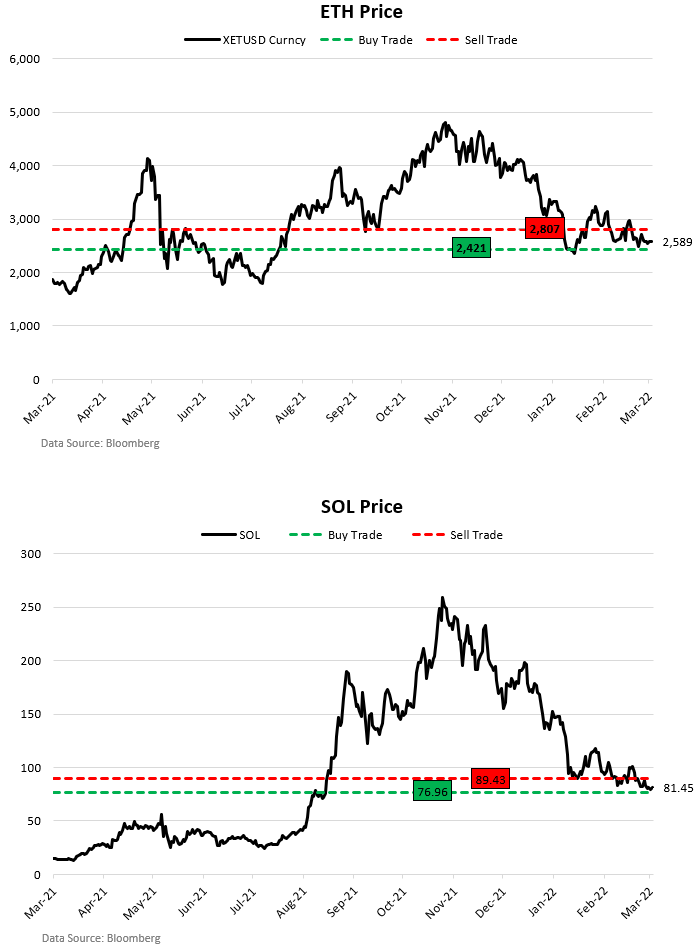 ETH Price
XETUSD Curncy Buy Trade Sell Trade
6,000
5,000
4,000
3,000
2,000
1,000
0
2,807
2,421
2,589
Mar-21 Apr-21 May-21 Jun-21 Jul-21 Aug-21 Sep-21 Oct-21 Nov-21 Dec-21 Jan-22 Feb-22 Mar-22
Data Source: Bloomberg
SOL Price
SOL Buy Trade Sell Trade
300
250
200
150
100
50
0
89.43
76.96
81.45
Mar-21 Apr-21 May-21 Jun-21 Jul-21 Aug-21 Sep-21 Oct-21 Nov-21 Dec-21 Jan-22 Feb-22 Mar-22
Data Source: Bloomberg